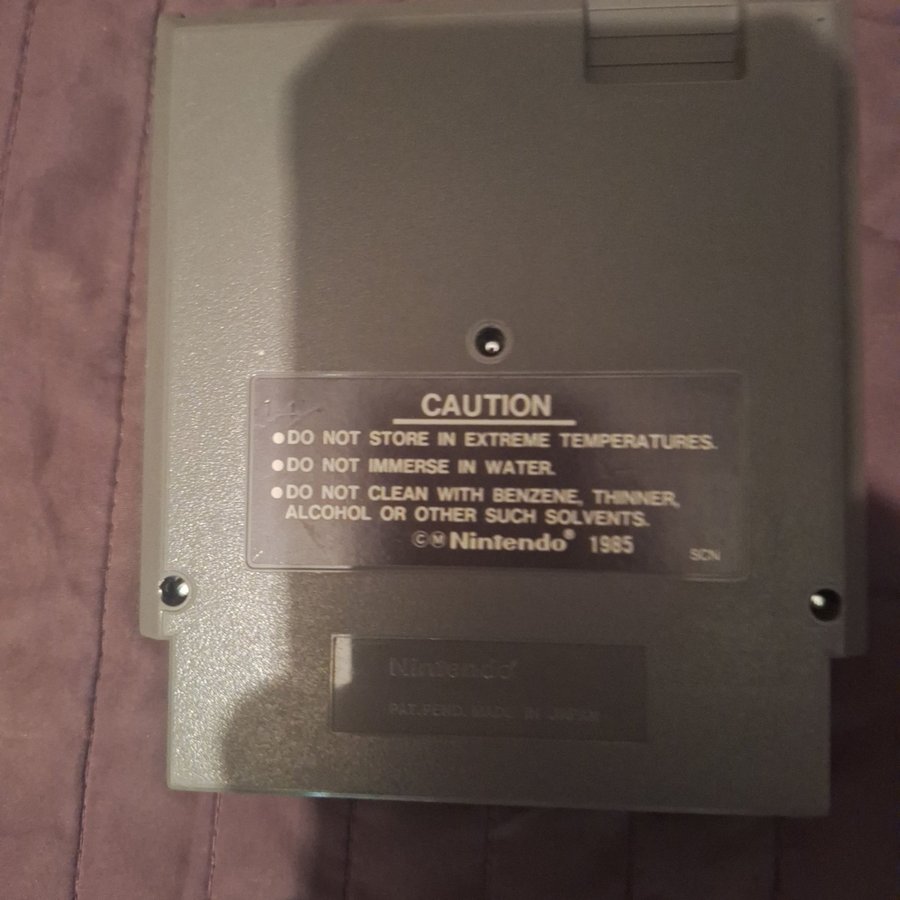 CAUTION
●DO NOT STORE IN EXTREME TEMPERATURES.
●DO NOT IMMERSE IN WATER.
●DO NOT CLEAN WITH BENZENE, THINNER,
ALCOHOL OR OTHER SUCH SOLVENTS.
ⒸⓂ Nintendo® 1985
SCN
Nintendo®
PAT. PEND. MADE IN JAPAN